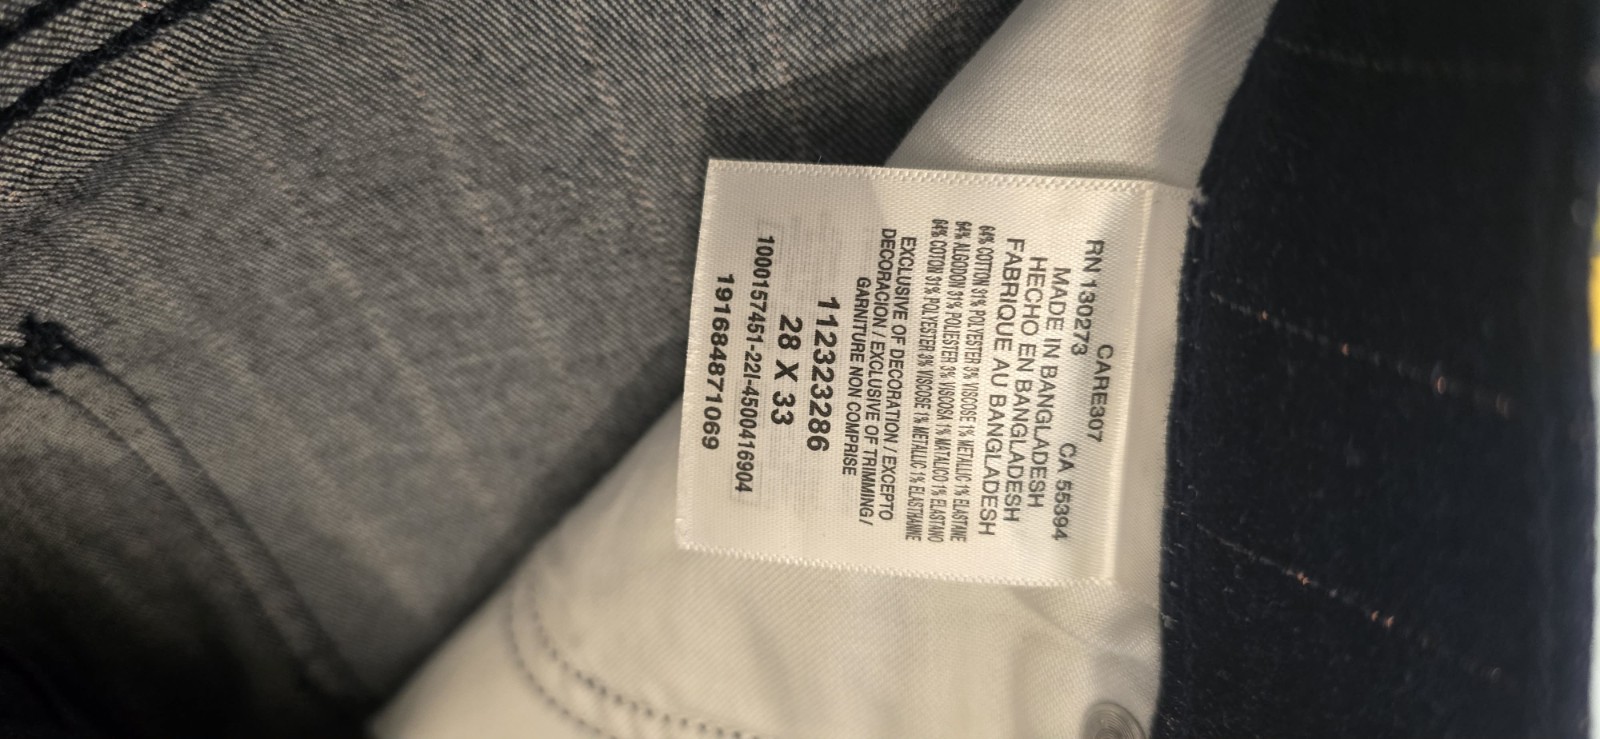 CARE307
RN 130273 CA 55394
MADE IN BANGLADESH
HECHO EN BANGLADESH
FABRIQUE AU BANGLADESH
64% COTTON 31% POLYESTER 3% VISCOSE 1% METALLIC 1% ELASTANE
64% ALGODON 31% POLIESTER 3% VISCOSA 1% MATALICO 1% ELASTANO
64% COTON 31% POLYESTER 3% VISCOSE 1% METALLIC 1% ELASTHANNE
EXCLUSIVE OF DECORATION / EXCEPTO
DECORACION / EXCLUSIVE OF TRIMMING /
GARNITURE NON COMPRISE
112323286
28 X 33
1000157451-22I-4500416904
191684871069